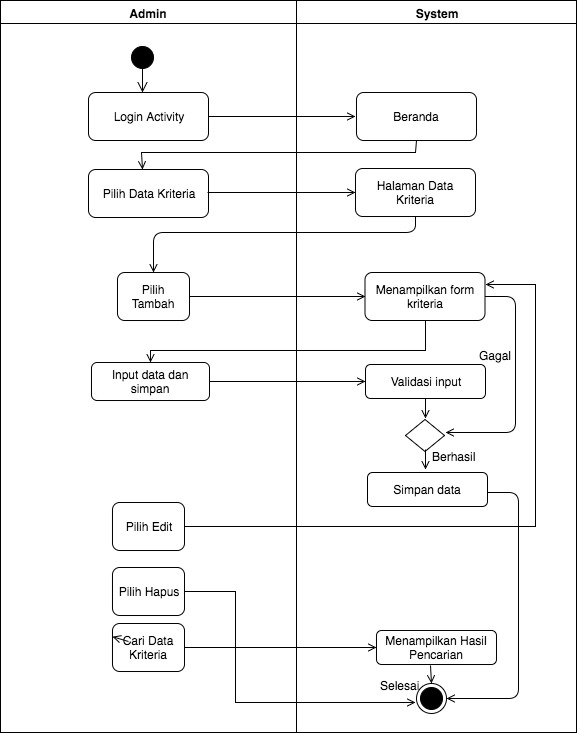 Admin
System
Login Activity
Beranda
Pilih Data Kriteria
Halaman Data
Kriteria
Pilih
Tambah
Menampilkan form
kriteria
Gagal
Input data dan
simpan
Validasi input
Berhasil
Simpan data
Pilih Edit
Pilih Hapus
Cari Data
Kriteria
Menampilkan Hasil
Pencarian
Selesai